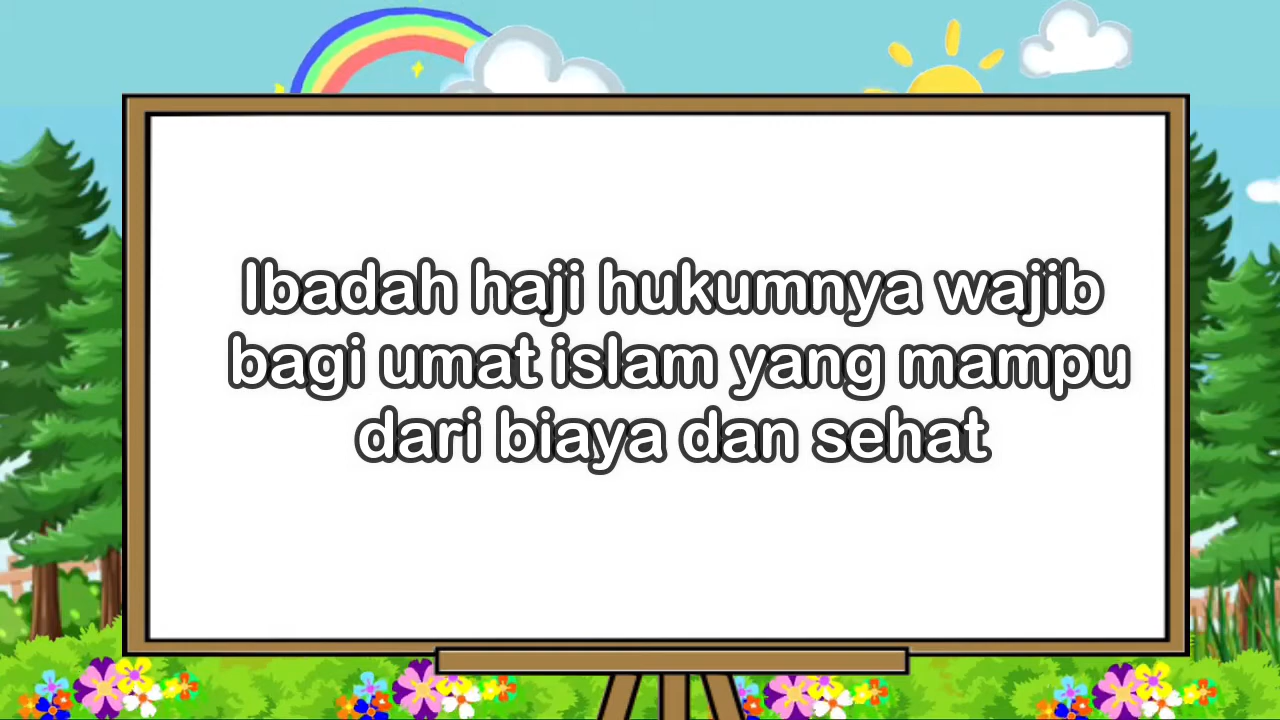 Ibadah haji hukumnya wajib
bagi umat islam yang mampu
dari biaya dan sehat